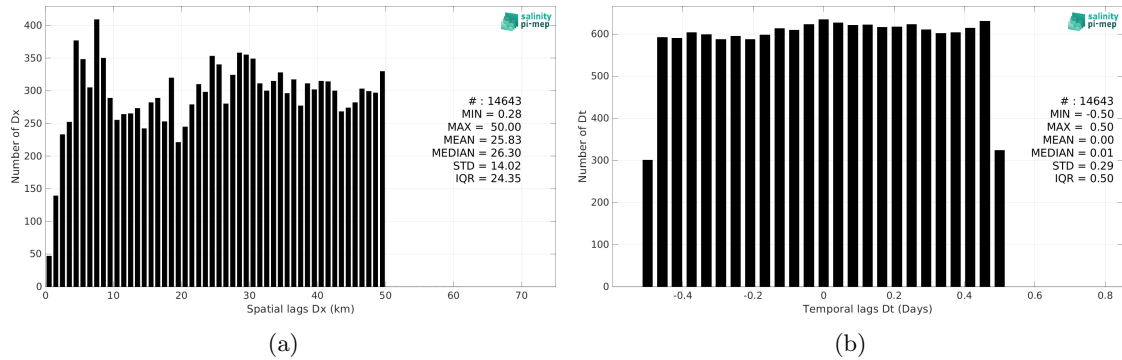 400
350
300
250
200
150
100
50
0
Number of Dx
0 10 20 30 40 50 60 70
Spatial lags Dx (km)
salinity
pi-mep
# : 14643
MIN = 0.28
MAX = 50.00
MEAN = 25.83
MEDIAN = 26.30
STD = 14.02
IQR = 24.35
(a)
600
500
400
300
200
100
0
Number of Dt
-0.4 -0.2 0 0.2 0.4 0.6 0.8
Temporal lags Dt (Days)
salinity
pi-mep
# : 14643
MIN = -0.50
MAX = 0.50
MEAN = 0.00
MEDIAN = 0.01
STD = 0.29
IQR = 0.50
(b)